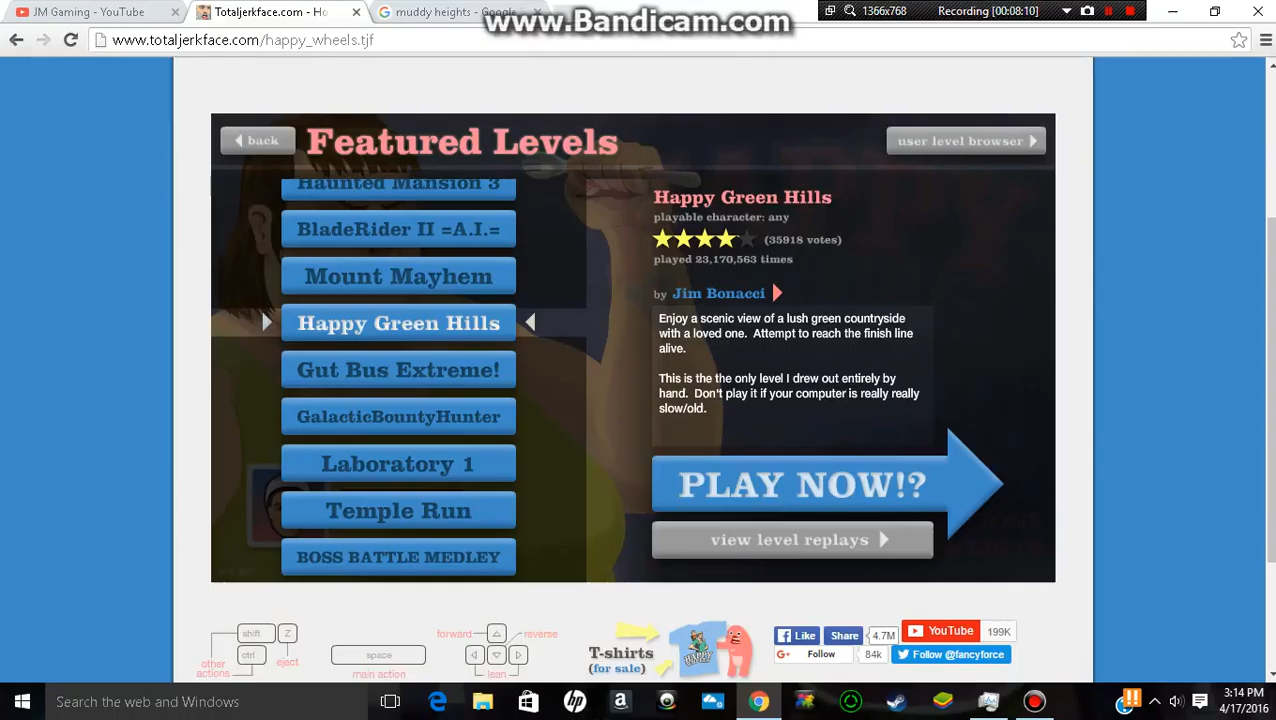 JM Gaming - YouTube
Totaljerkface.com - Ho
muddy heights - Google
www.Bandicam.com
1366x768
Recording [00:08:10]
www.totaljerkface.com/happy_wheels.tjf
back
Featured Levels
user level browser
Haunted Mansion 3
BladeRider II =A.I.=
Mount Mayhem
Happy Green Hills
Gut Bus Extreme!
GalacticBountyHunter
Laboratory 1
Temple Run
BOSS BATTLE MEDLEY
Happy Green Hills
playable character: any
(35918 votes)
played 23,170,563 times
by Jim Bonacci
Enjoy a scenic view of a lush green countryside
with a loved one. Attempt to reach the finish line
alive.
This is the the only level I drew out entirely by
hand. Don't play it if your computer is really really
slow/old.
PLAY NOW!?
view level replays
shift
Z
ctrl
eject
other
actions
space
main action
forward
reverse
lean
T-shirts
(for sale)
Like
Share
4.7M
YouTube
199K
G+ Follow
84k
Follow @fancyforce
Search the web and Windows
3:14 PM
4/17/2016